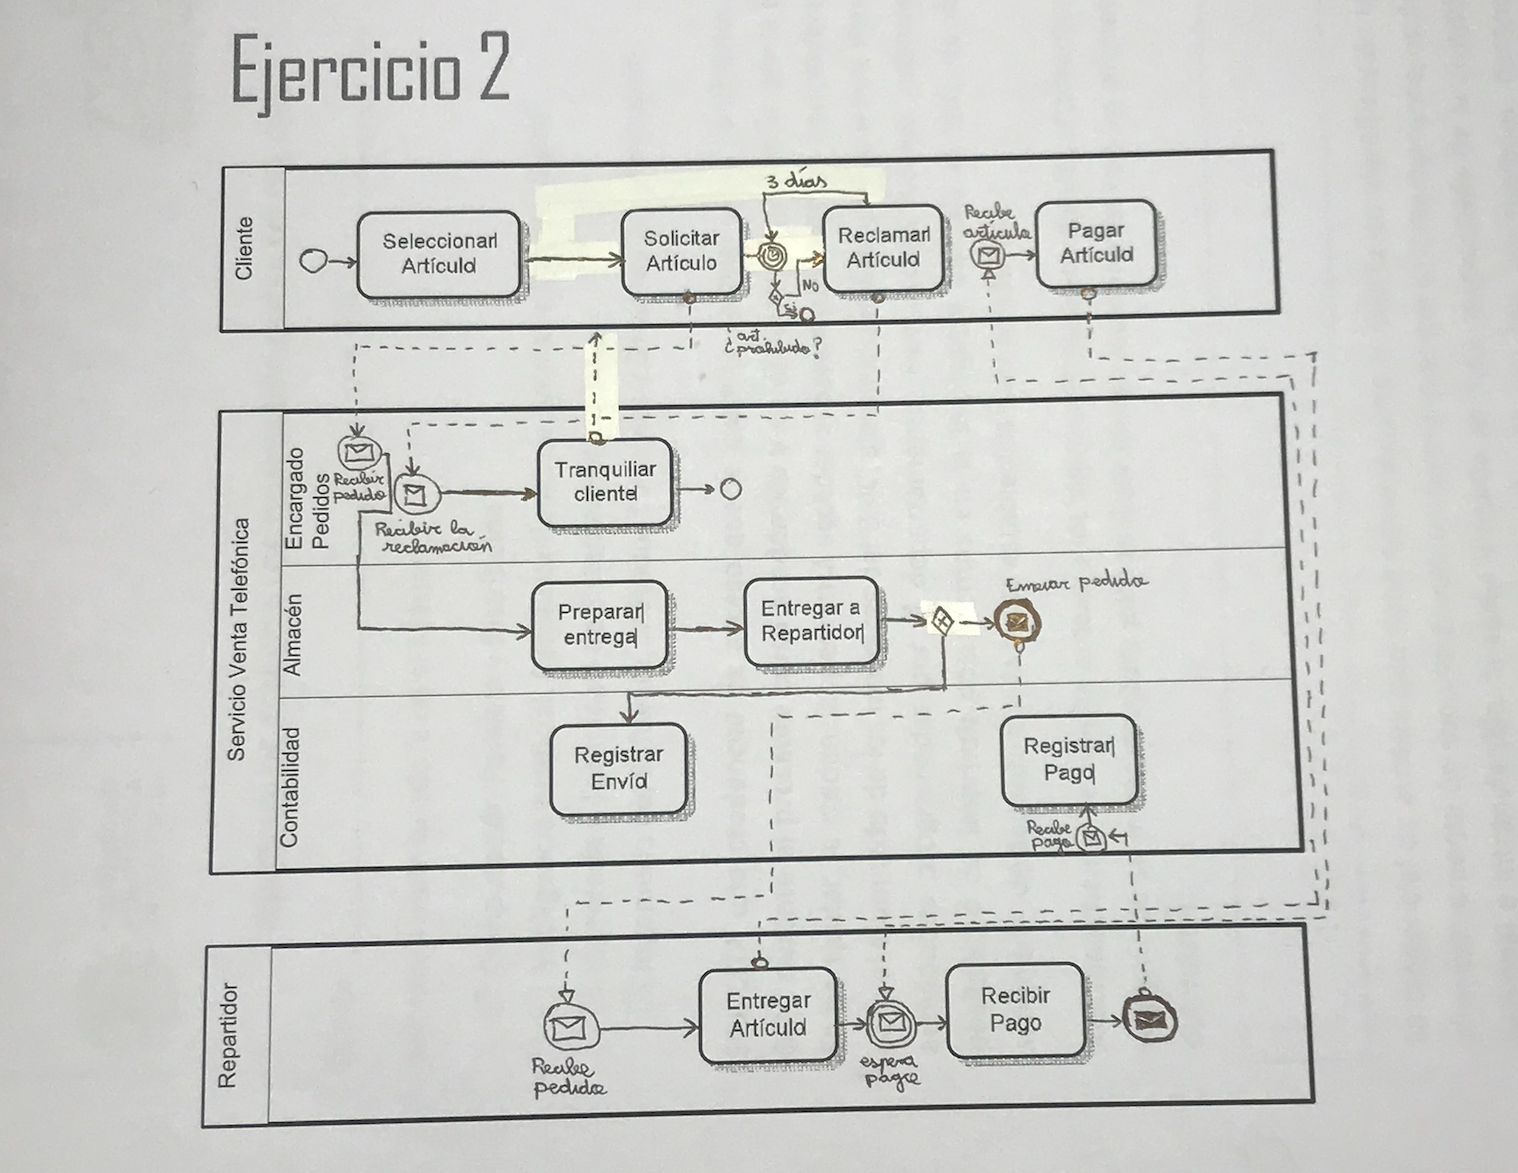 Ejercicio 2
Cliente
Seleccionar
Artículo
Solicitar
Artículo
3 días
No
Si
¿art.
prohibido?
Reclamar
Artículo
Recibe
artículo
Pagar
Artículo
Servicio Venta Telefónica
Encargado
Pedidos
Recibir
pedido
Recibir la
reclamación
Tranquiliar
cliente
Almacén
Preparar
entrega
Entregar a
Repartidor
Enviar pedido
Contabilidad
Registrar
Envío
Registrar
Pago
Recibe
pago
Repartidor
Recibe
pedido
Entregar
Artículo
espera
pago
Recibir
Pago